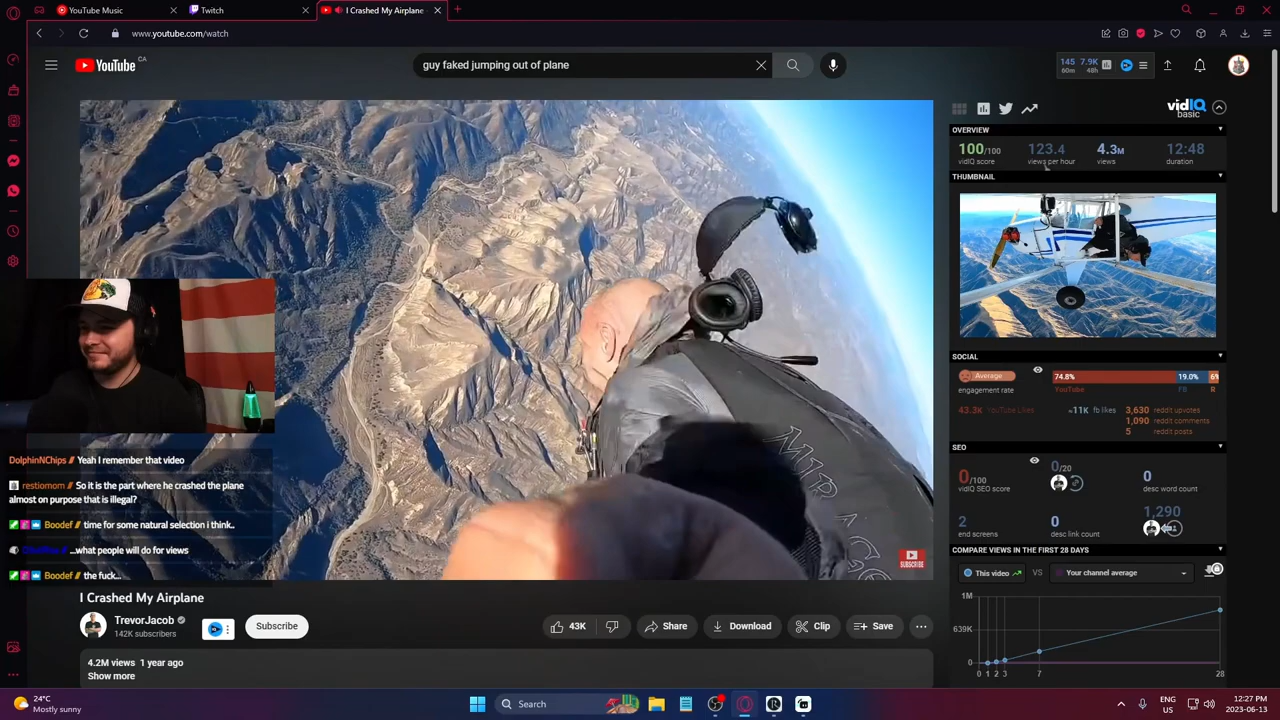 YouTube Music
Twitch
I Crashed My Airplane
www.youtube.com/watch
YouTube CA
guy faked jumping out of plane
145 60m 7.9K 48h
vidIQ basic
OVERVIEW
100/100 123.4 4.3M 12:48
vidIQ score views per hour views duration
THUMBNAIL
SOCIAL
Average 74.8% 19.0% 6%
engagement rate YouTube FB R
43.3K YouTube Likes ≈11K fb likes 3,630 reddit upvotes
1,090 reddit comments
5 reddit posts
SEO
0/100 0/20 0
vidIQ SEO score desc word count
2 0 1,290
end screens desc link count
COMPARE VIEWS IN THE FIRST 28 DAYS
This video VS Your channel average
1M
639K
0
0 1 2 3 7 28
SUBSCRIBE
DolphinNChips // Yeah I remember that video
restiomom // So it is the part where he crashed the plane
almost on purpose that is illegal?
Boodef // time for some natural selection i think..
...what people will do for views
Boodef // the fuck...
I Crashed My Airplane
TrevorJacob
142K subscribers
Subscribe
43K Share Download Clip Save
4.2M views 1 year ago
Show more
24°C
Mostly sunny
Search
ENG
US
12:27 PM
2023-06-13